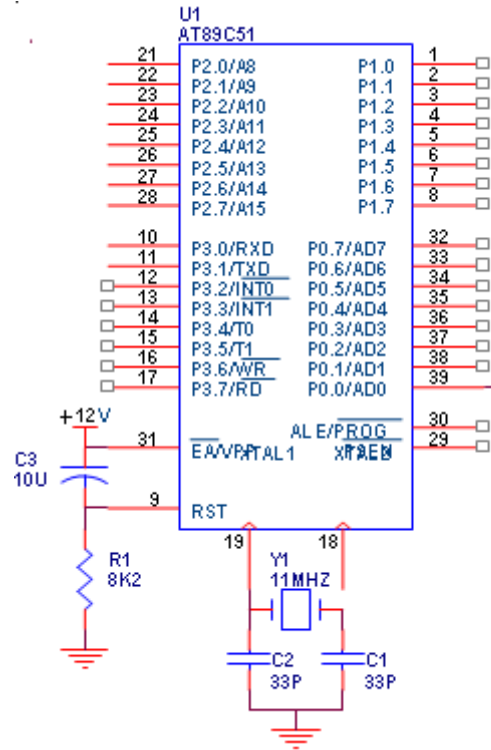 U1
AT89C51
21 P2.0/A8 P1.0 1
22 P2.1/A9 P1.1 2
23 P2.2/A10 P1.2 3
24 P2.3/A11 P1.3 4
25 P2.4/A12 P1.4 5
26 P2.5/A13 P1.5 6
27 P2.6/A14 P1.6 7
28 P2.7/A15 P1.7 8
10 P3.0/RXD P0.7/AD7 32
11 P3.1/TXD P0.6/AD6 33
12 P3.2/INT0 P0.5/AD5 34
13 P3.3/INT1 P0.4/AD4 35
14 P3.4/T0 P0.3/AD3 36
15 P3.5/T1 P0.2/AD2 37
16 P3.6/WR P0.1/AD1 38
17 P3.7/RD P0.0/AD0 39
+12V
ALE/PROG 30
31 EA/VPP XTAL1 29
C3
10U
9 RST
19 18
R1
8K2
Y1
11MHZ
C2 C1
33P 33P